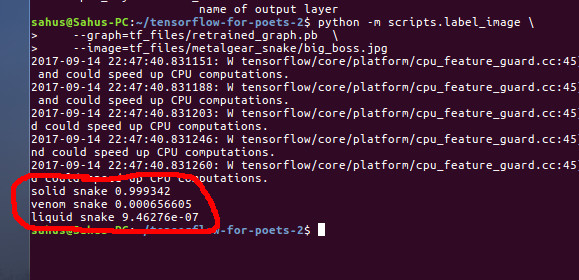 name of output layer
sahus@Sahus-PC:~/tensorflow-for-poets-2$ python -m scripts.label_image \
>     --graph=tf_files/retrained_graph.pb  \
>     --image=tf_files/metalgear_snake/big_boss.jpg
2017-09-14 22:47:40.831151: W tensorflow/core/platform/cpu_feature_guard.cc:45]
and could speed up CPU computations.
2017-09-14 22:47:40.831188: W tensorflow/core/platform/cpu_feature_guard.cc:45]
and could speed up CPU computations.
2017-09-14 22:47:40.831203: W tensorflow/core/platform/cpu_feature_guard.cc:45]
d could speed up CPU computations.
2017-09-14 22:47:40.831246: W tensorflow/core/platform/cpu_feature_guard.cc:45]
nd could speed up CPU computations.
2017-09-14 22:47:40.831260: W tensorflow/core/platform/cpu_feature_guard.cc:45]
d could speed up CPU computations.
solid snake 0.999342
venom snake 0.000656605
liquid snake 9.46276e-07
sahus@Sahus-PC:~/tensorflow-for-poets-2$